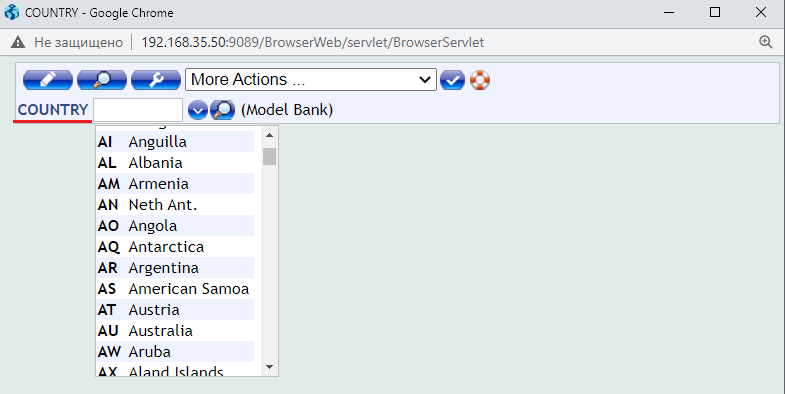 COUNTRY - Google Chrome
Не защищено 192.168.35.50:9089/BrowserWeb/servlet/BrowserServlet
More Actions ...
COUNTRY (Model Bank)
AI Anguilla
AL Albania
AM Armenia
AN Neth Ant.
AO Angola
AQ Antarctica
AR Argentina
AS American Samoa
AT Austria
AU Australia
AW Aruba
AX Aland Islands